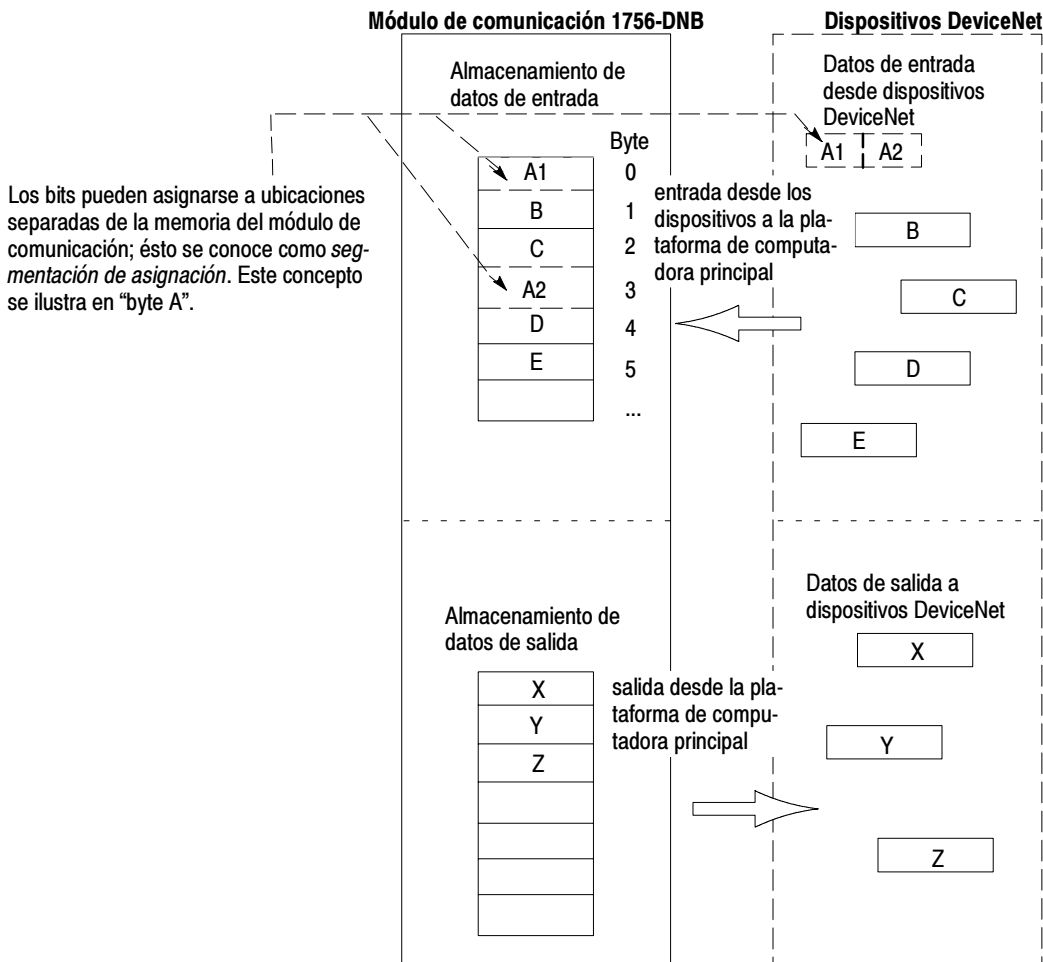 Módulo de comunicación 1756-DNB
Dispositivos DeviceNet
Almacenamiento de
datos de entrada
Datos de entrada
desde dispositivos
DeviceNet
A1 A2
Los bits pueden asignarse a ubicaciones
separadas de la memoria del módulo de
comunicación; ésto se conoce como seg-
mentación de asignación. Este concepto
se ilustra en “byte A”.
Byte
A1 0
B 1
C 2
A2 3
D 4
E 5
...
entrada desde los
dispositivos a la pla-
taforma de computa-
dora principal
B
C
D
E
Almacenamiento de
datos de salida
X
Y
Z
salida desde la pla-
taforma de compu-
tadora principal
Datos de salida a
dispositivos DeviceNet
X
Y
Z